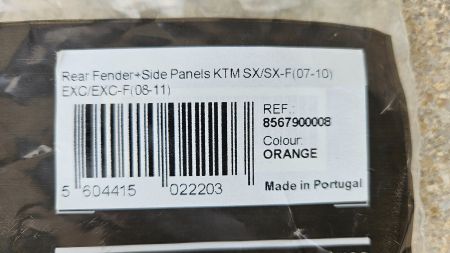 Rear Fender+Side Panels KTM SX/SX-F(07-10)
EXC/EXC-F(08-11)
REF.:
8567900008
Colour:
ORANGE
5 604415 022203
Made in Portugal